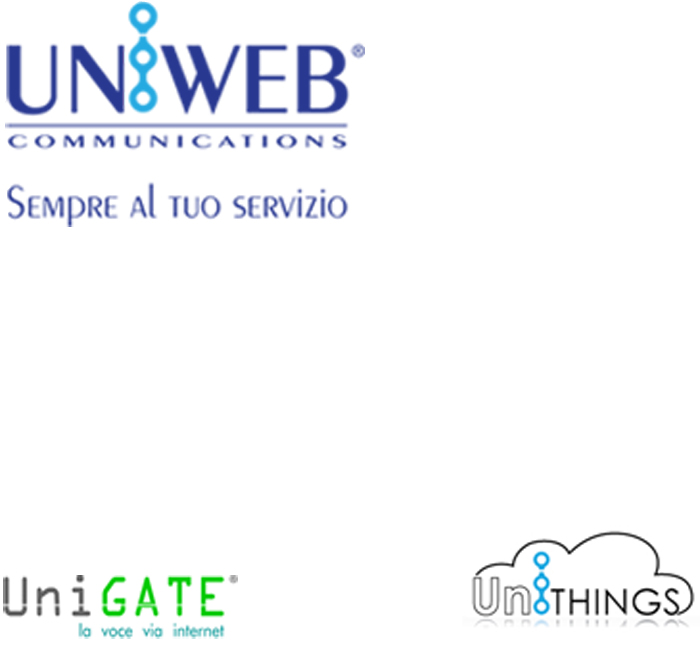 UNiWEB®
COMMUNICATIONS
Sempre al tuo servizio
UniGATE®
la voce via internet
UniTHINGS